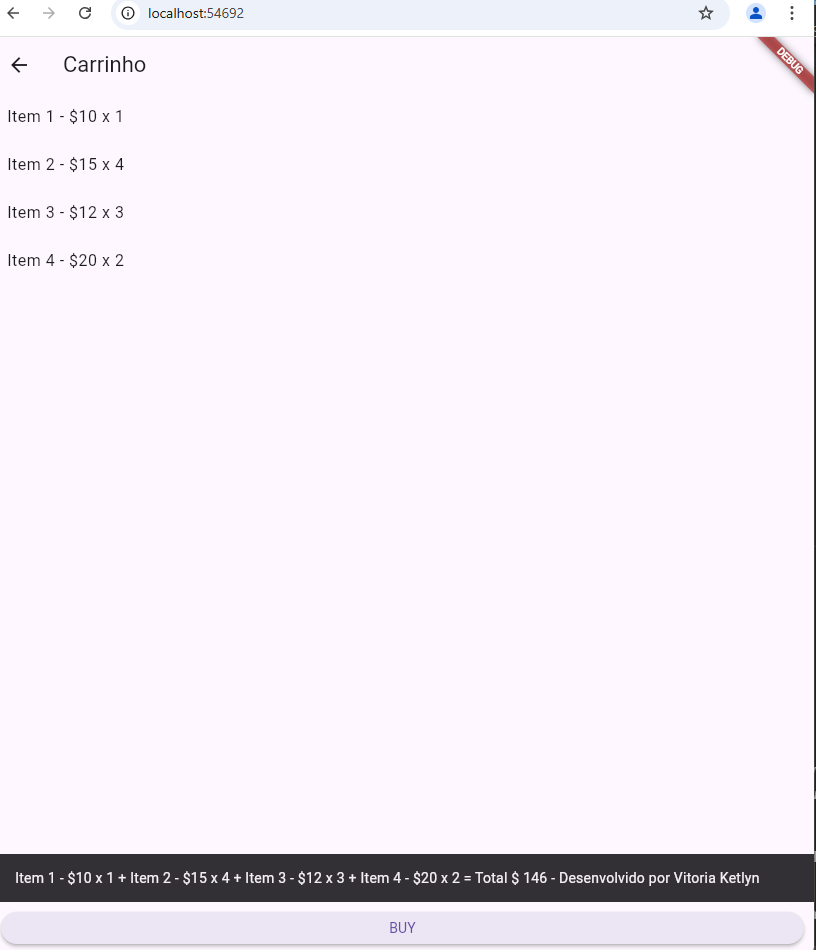 localhost:54692
Carrinho
DEBUG
Item 1 - $10 x 1
Item 2 - $15 x 4
Item 3 - $12 x 3
Item 4 - $20 x 2
Item 1 - $10 x 1 + Item 2 - $15 x 4 + Item 3 - $12 x 3 + Item 4 - $20 x 2 = Total $ 146 - Desenvolvido por Vitoria Ketlyn
BUY